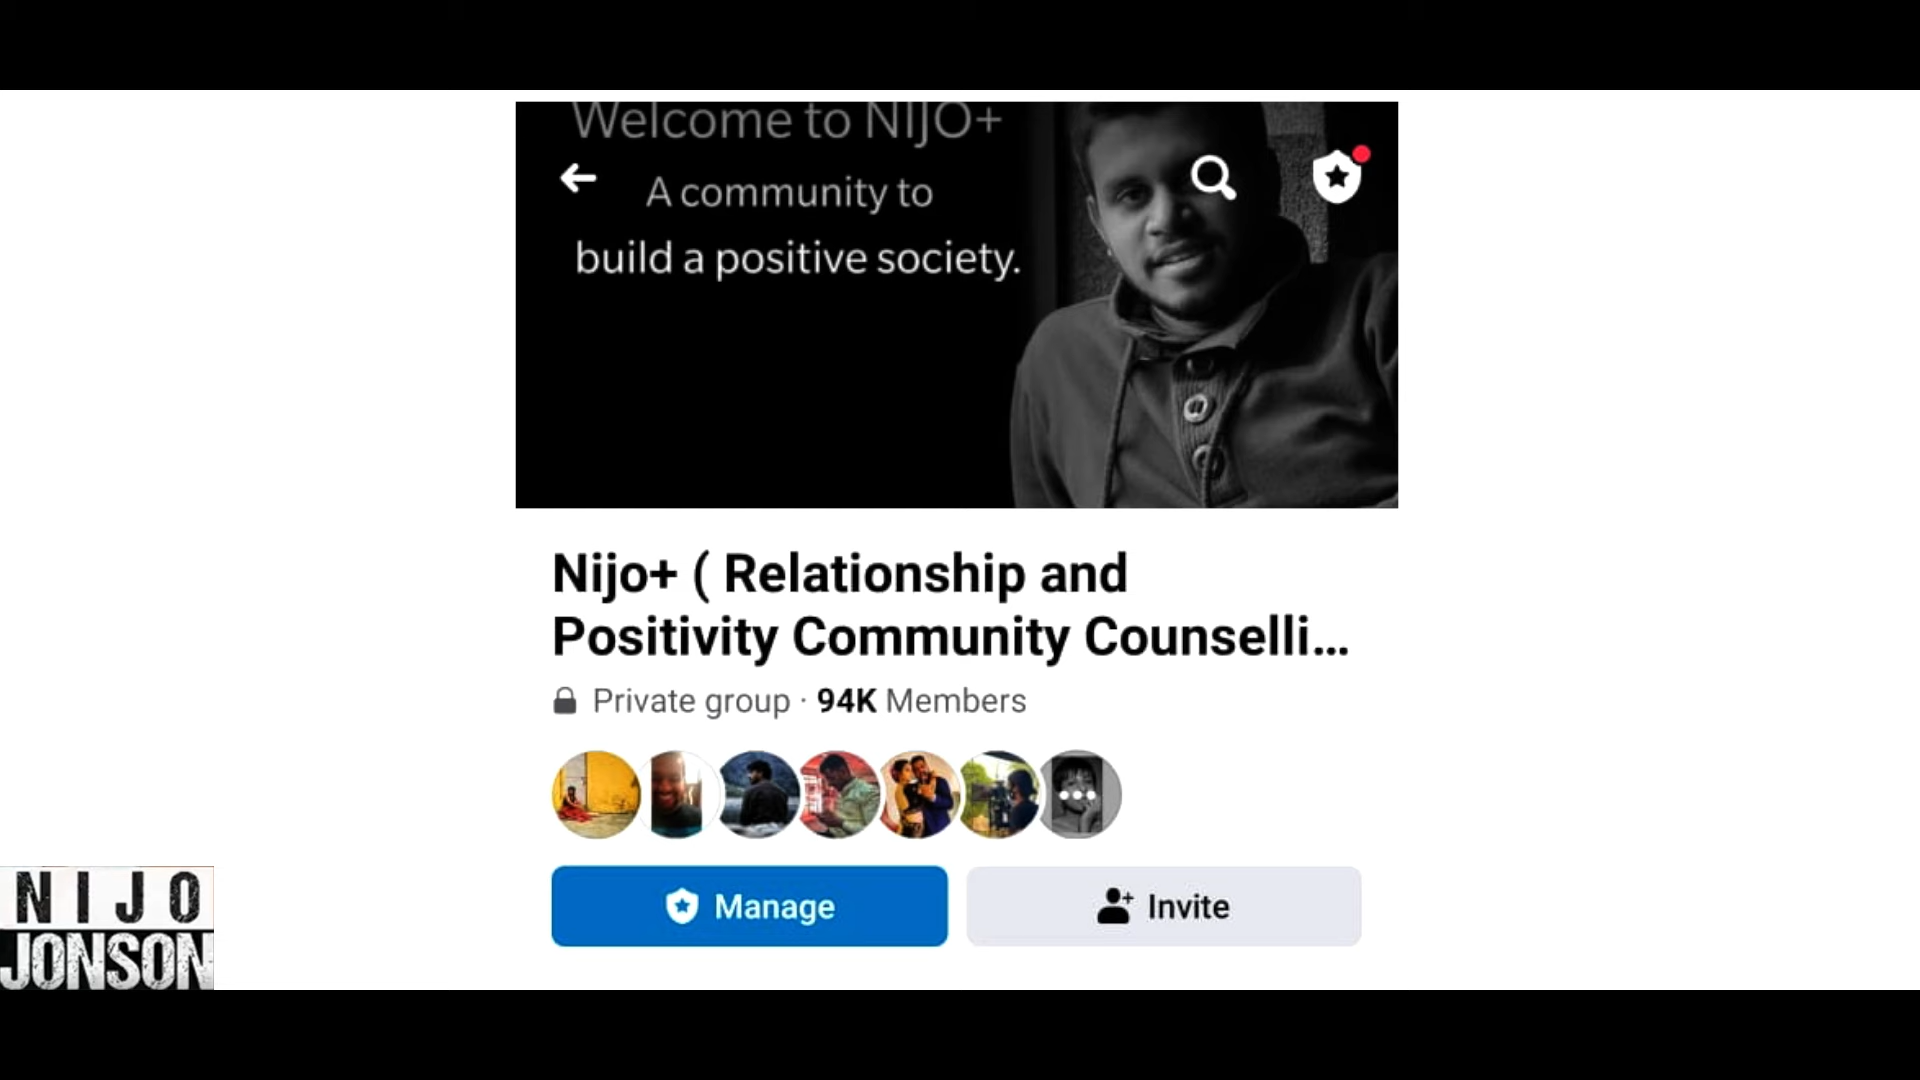 Welcome to NIJO+
A community to
build a positive society.
Nijo+ ( Relationship and
Positivity Community Counselli...
Private group · 94K Members
Manage
Invite
NIJO
JONSON